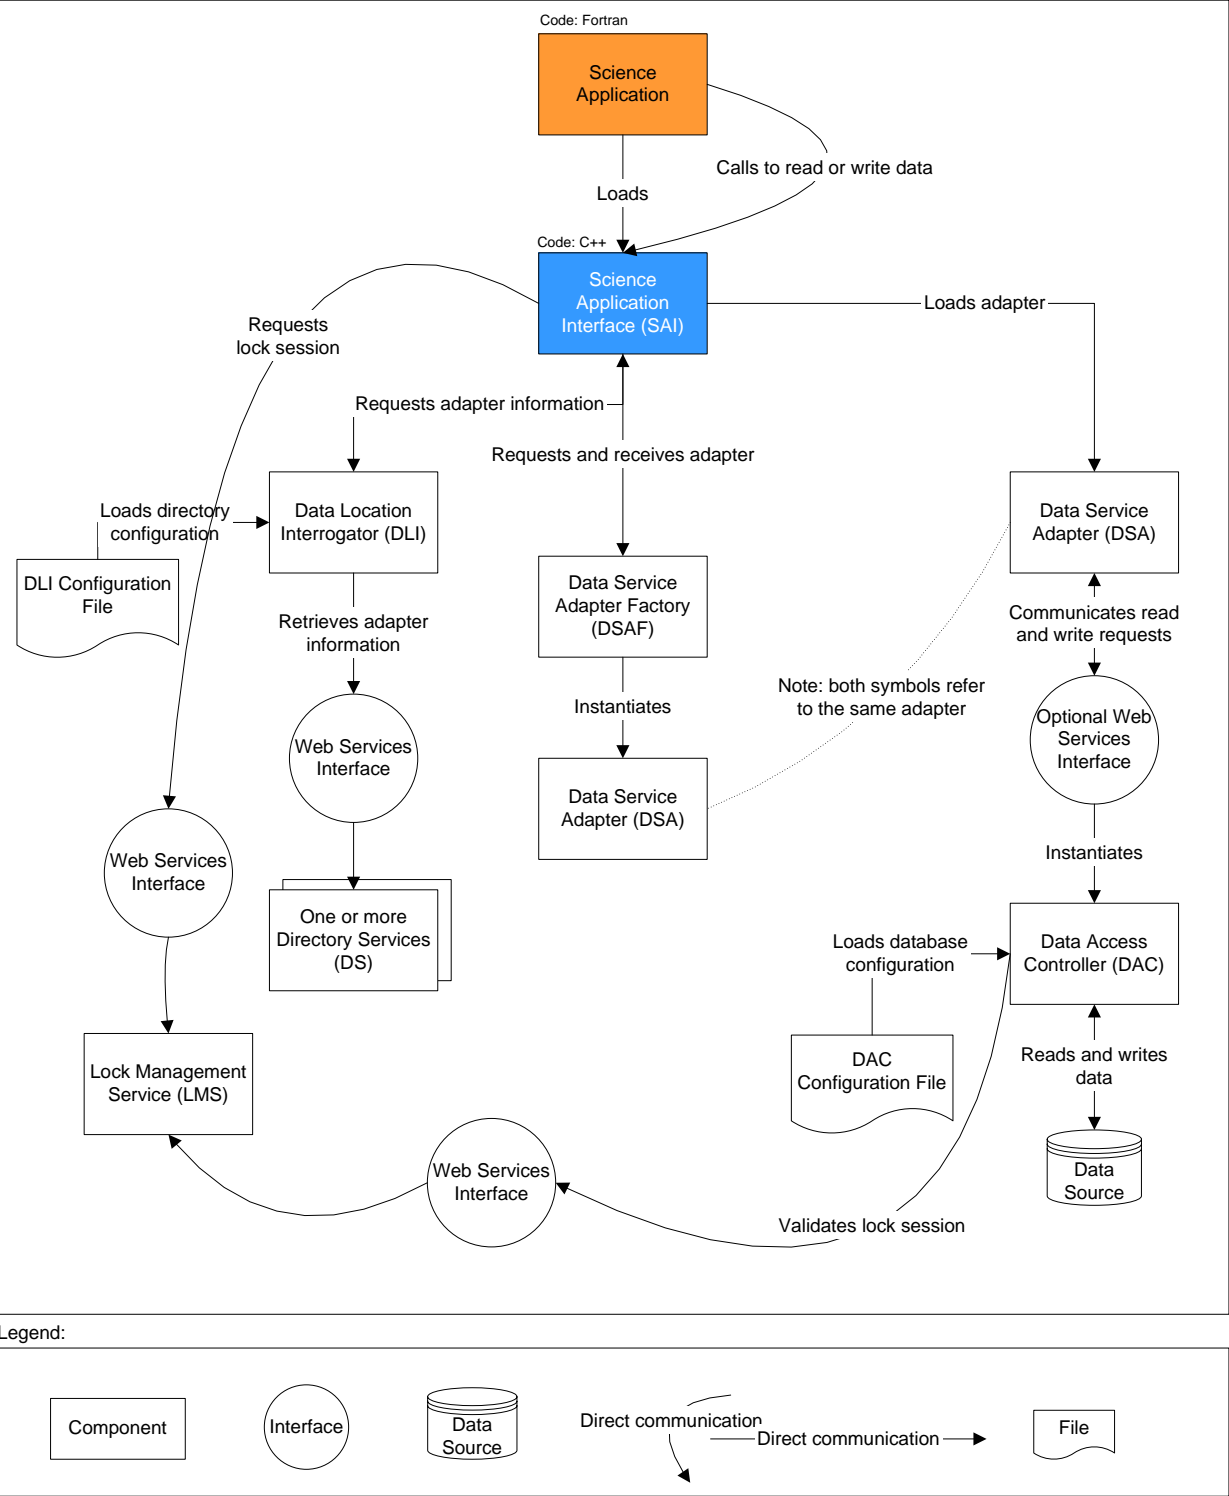 Code: Fortran
Science
Application
Calls to read or write data
Loads
Code: C++
Science
Application
Interface (SAI)
Loads adapter
Requests
lock session
Requests adapter information
Requests and receives adapter
Loads directory
configuration
Data Location
Interrogator (DLI)
Data Service
Adapter (DSA)
DLI Configuration
File
Data Service
Adapter Factory
(DSAF)
Retrieves adapter
information
Communicates read
and write requests
Note: both symbols refer
to the same adapter
Instantiates
Web Services
Interface
Optional Web
Services
Interface
Data Service
Adapter (DSA)
Web Services
Interface
Instantiates
One or more
Directory Services
(DS)
Loads database
configuration
Data Access
Controller (DAC)
Lock Management
Service (LMS)
DAC
Configuration File
Reads and writes
data
Web Services
Interface
Data
Source
Validates lock session
Legend:
Component
Interface
Data
Source
Direct communication
Direct communication
File